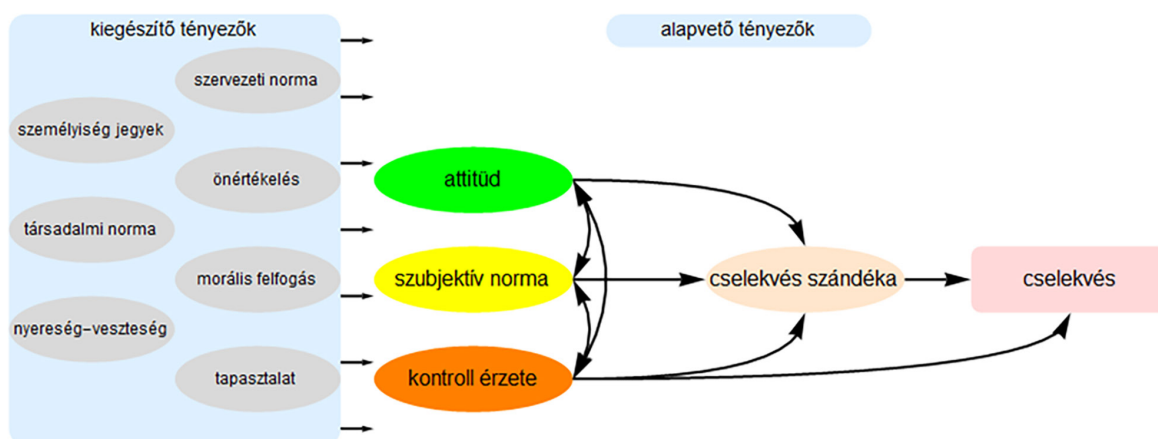 kiegészítő tényezők
alapvető tényezők
szervezeti norma
személyiség jegyek
önértékelés
társadalmi norma
morális felfogás
nyereség–veszteség
tapasztalat
attitüd
szubjektív norma
kontroll érzete
cselekvés szándéka
cselekvés